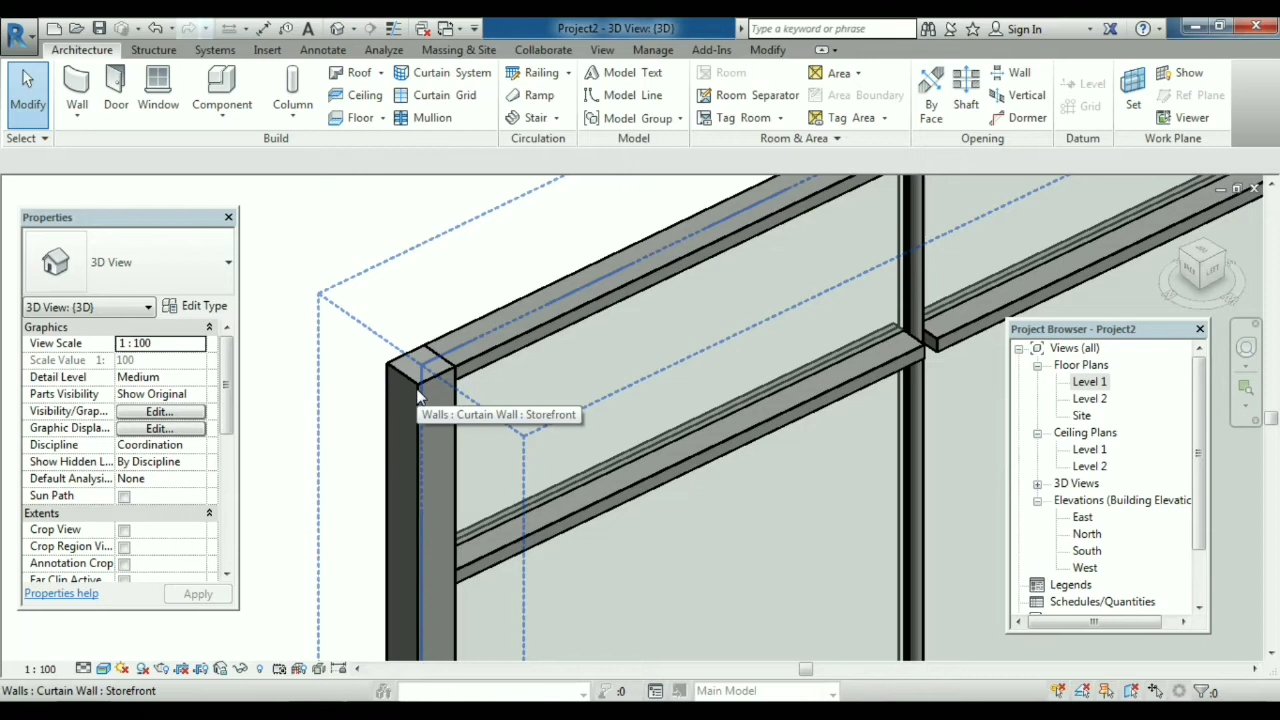 Project2 - 3D View: {3D}
Type a keyword or phrase
Sign In
Architecture Structure Systems Insert Annotate Analyze Massing & Site Collaborate View Manage Add-Ins Modify
Modify
Wall
Door
Window
Component
Column
Roof
Ceiling
Floor
Curtain System
Curtain Grid
Mullion
Railing
Ramp
Stair
Model Text
Model Line
Model Group
Room
Room Separator
Tag Room
Area
Area Boundary
Tag Area
By
Face
Shaft
Wall
Vertical
Dormer
Level
Grid
Set
Show
Ref Plane
Viewer
Select Build Circulation Model Room & Area Opening Datum Work Plane
Properties
3D View
3D View: {3D} Edit Type
Graphics
View Scale 1 : 100
Scale Value 1: 100
Detail Level Medium
Parts Visibility Show Original
Visibility/Grap... Edit...
Graphic Displa... Edit...
Discipline Coordination
Show Hidden L... By Discipline
Default Analysi... None
Sun Path
Extents
Crop View
Crop Region Vi...
Annotation Crop
Far Clip Active
Properties help Apply
Walls : Curtain Wall : Storefront
Project Browser - Project2
Views (all)
Floor Plans
Level 1
Level 2
Site
Ceiling Plans
Level 1
Level 2
3D Views
Elevations (Building Elevatic
East
North
South
West
Legends
Schedules/Quantities
1 : 100
Walls : Curtain Wall : Storefront
:0
Main Model
:0